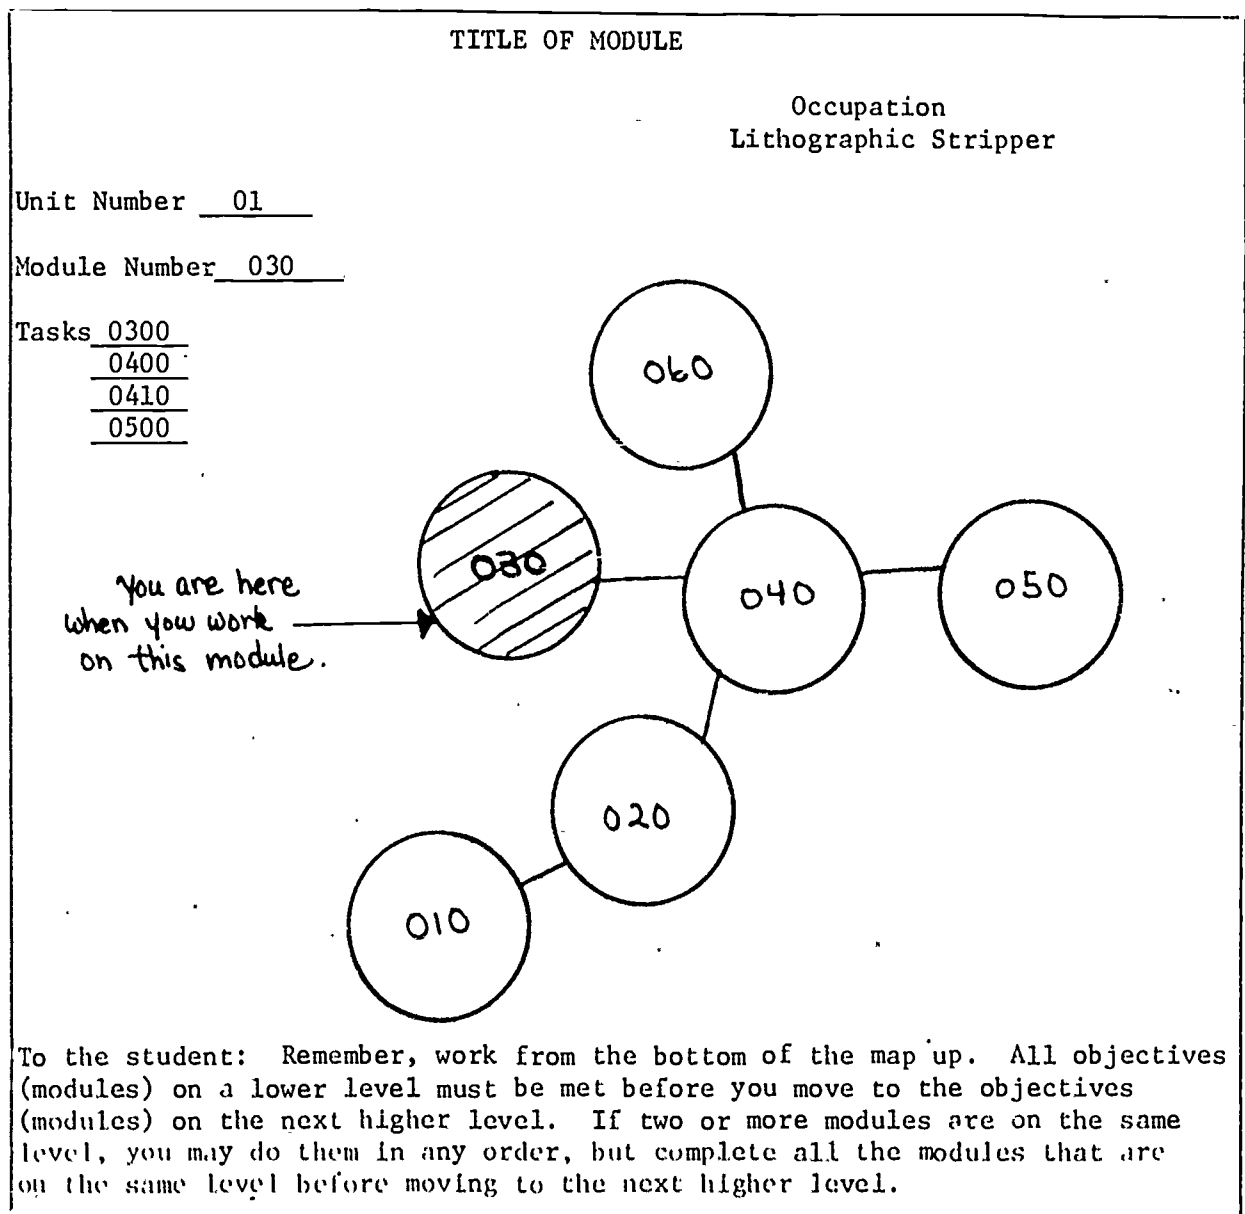 TITLE OF MODULE
Occupation
Lithographic Stripper
Unit Number 01
Module Number 030
Tasks 0300
0400
0410
0500
060
030
040
050
You are here
when you work
on this module.
020
010
To the student: Remember, work from the bottom of the map up. All objectives
(modules) on a lower level must be met before you move to the objectives
(modules) on the next higher level. If two or more modules are on the same
level, you may do them in any order, but complete all the modules that are
on the same level before moving to the next higher level.